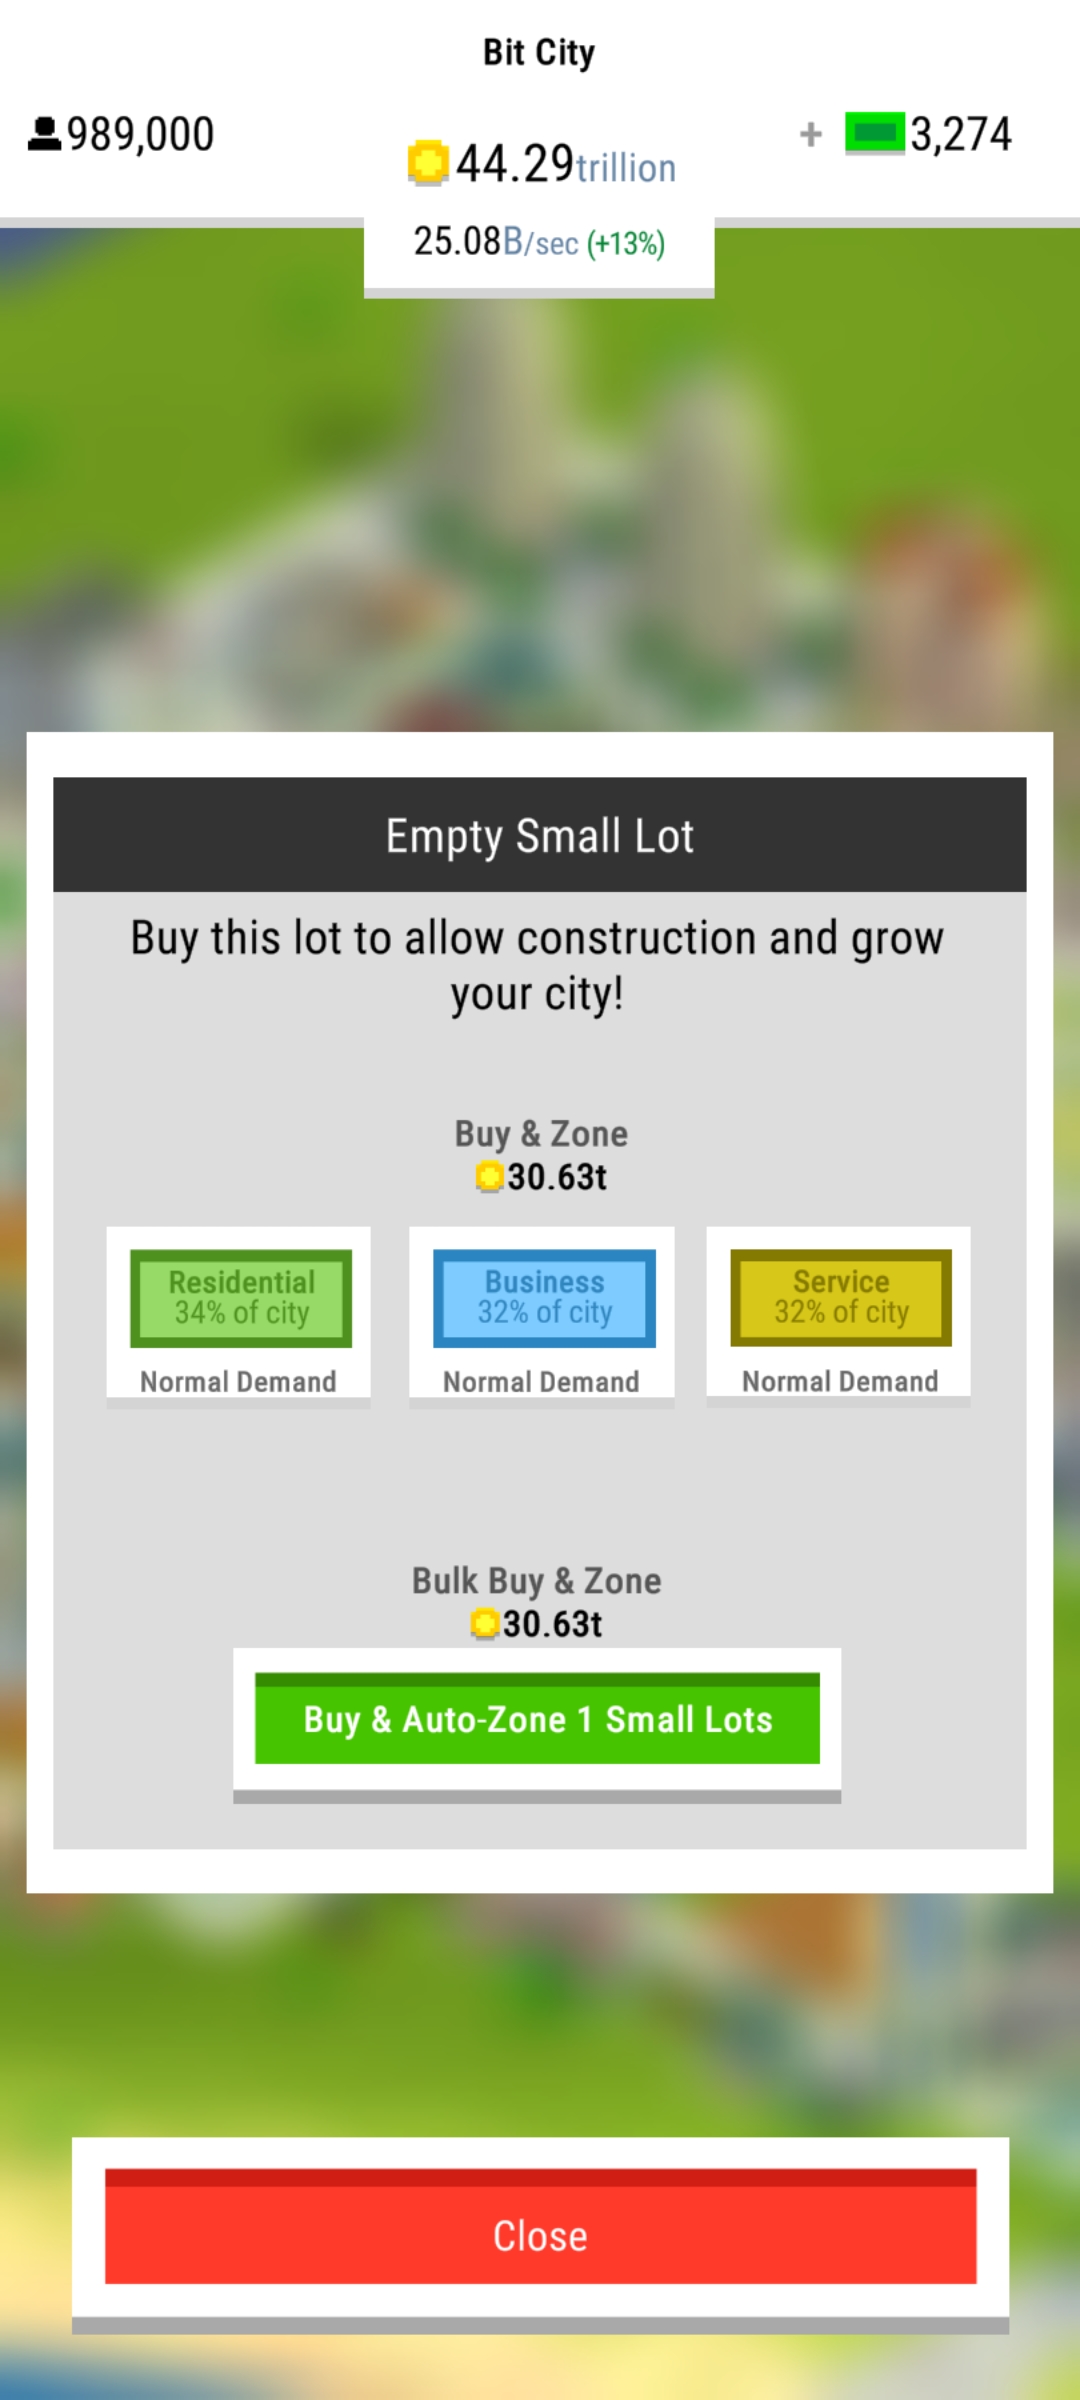 Bit City
989,000
44.29trillion
+ 3,274
25.08B/sec (+13%)
Empty Small Lot
Buy this lot to allow construction and grow
your city!
Buy & Zone
30.63t
Residential
34% of city
Normal Demand
Business
32% of city
Normal Demand
Service
32% of city
Normal Demand
Bulk Buy & Zone
30.63t
Buy & Auto-Zone 1 Small Lots
Close